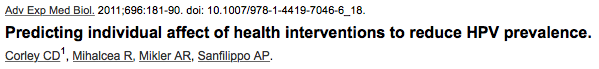 Adv Exp Med Biol. 2011;696:181-90. doi: 10.1007/978-1-4419-7046-6_18.
Predicting individual affect of health interventions to reduce HPV prevalence.
Corley CD1, Mihalcea R, Mikler AR, Sanfilippo AP.